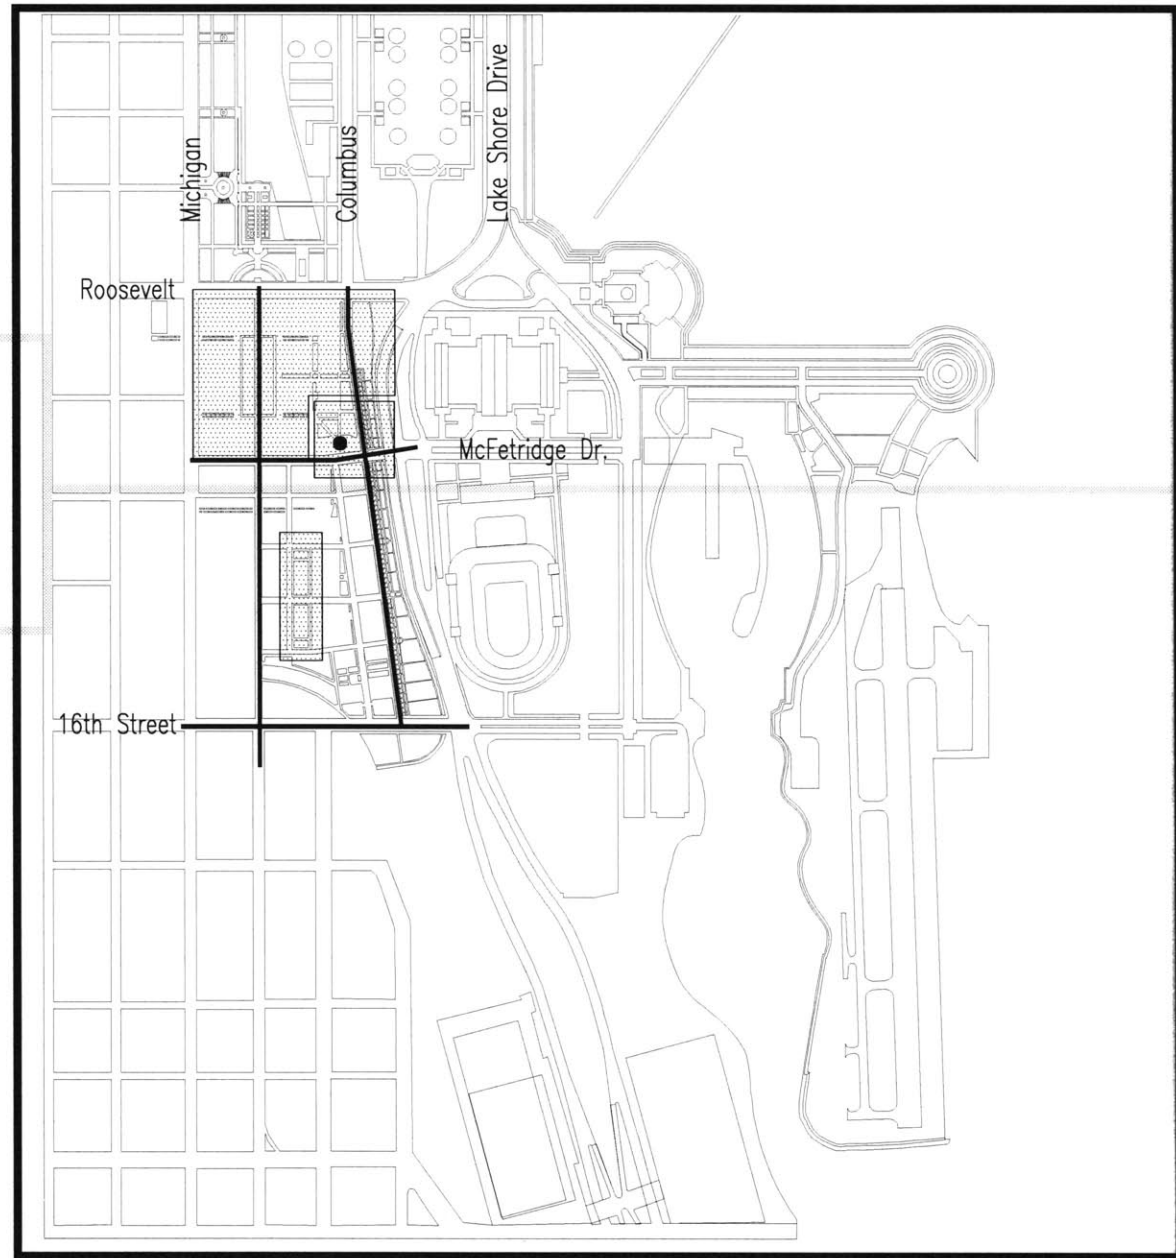 Michigan
Columbus
Lake Shore Drive
Roosevelt
McFetridge Dr.
16th Street